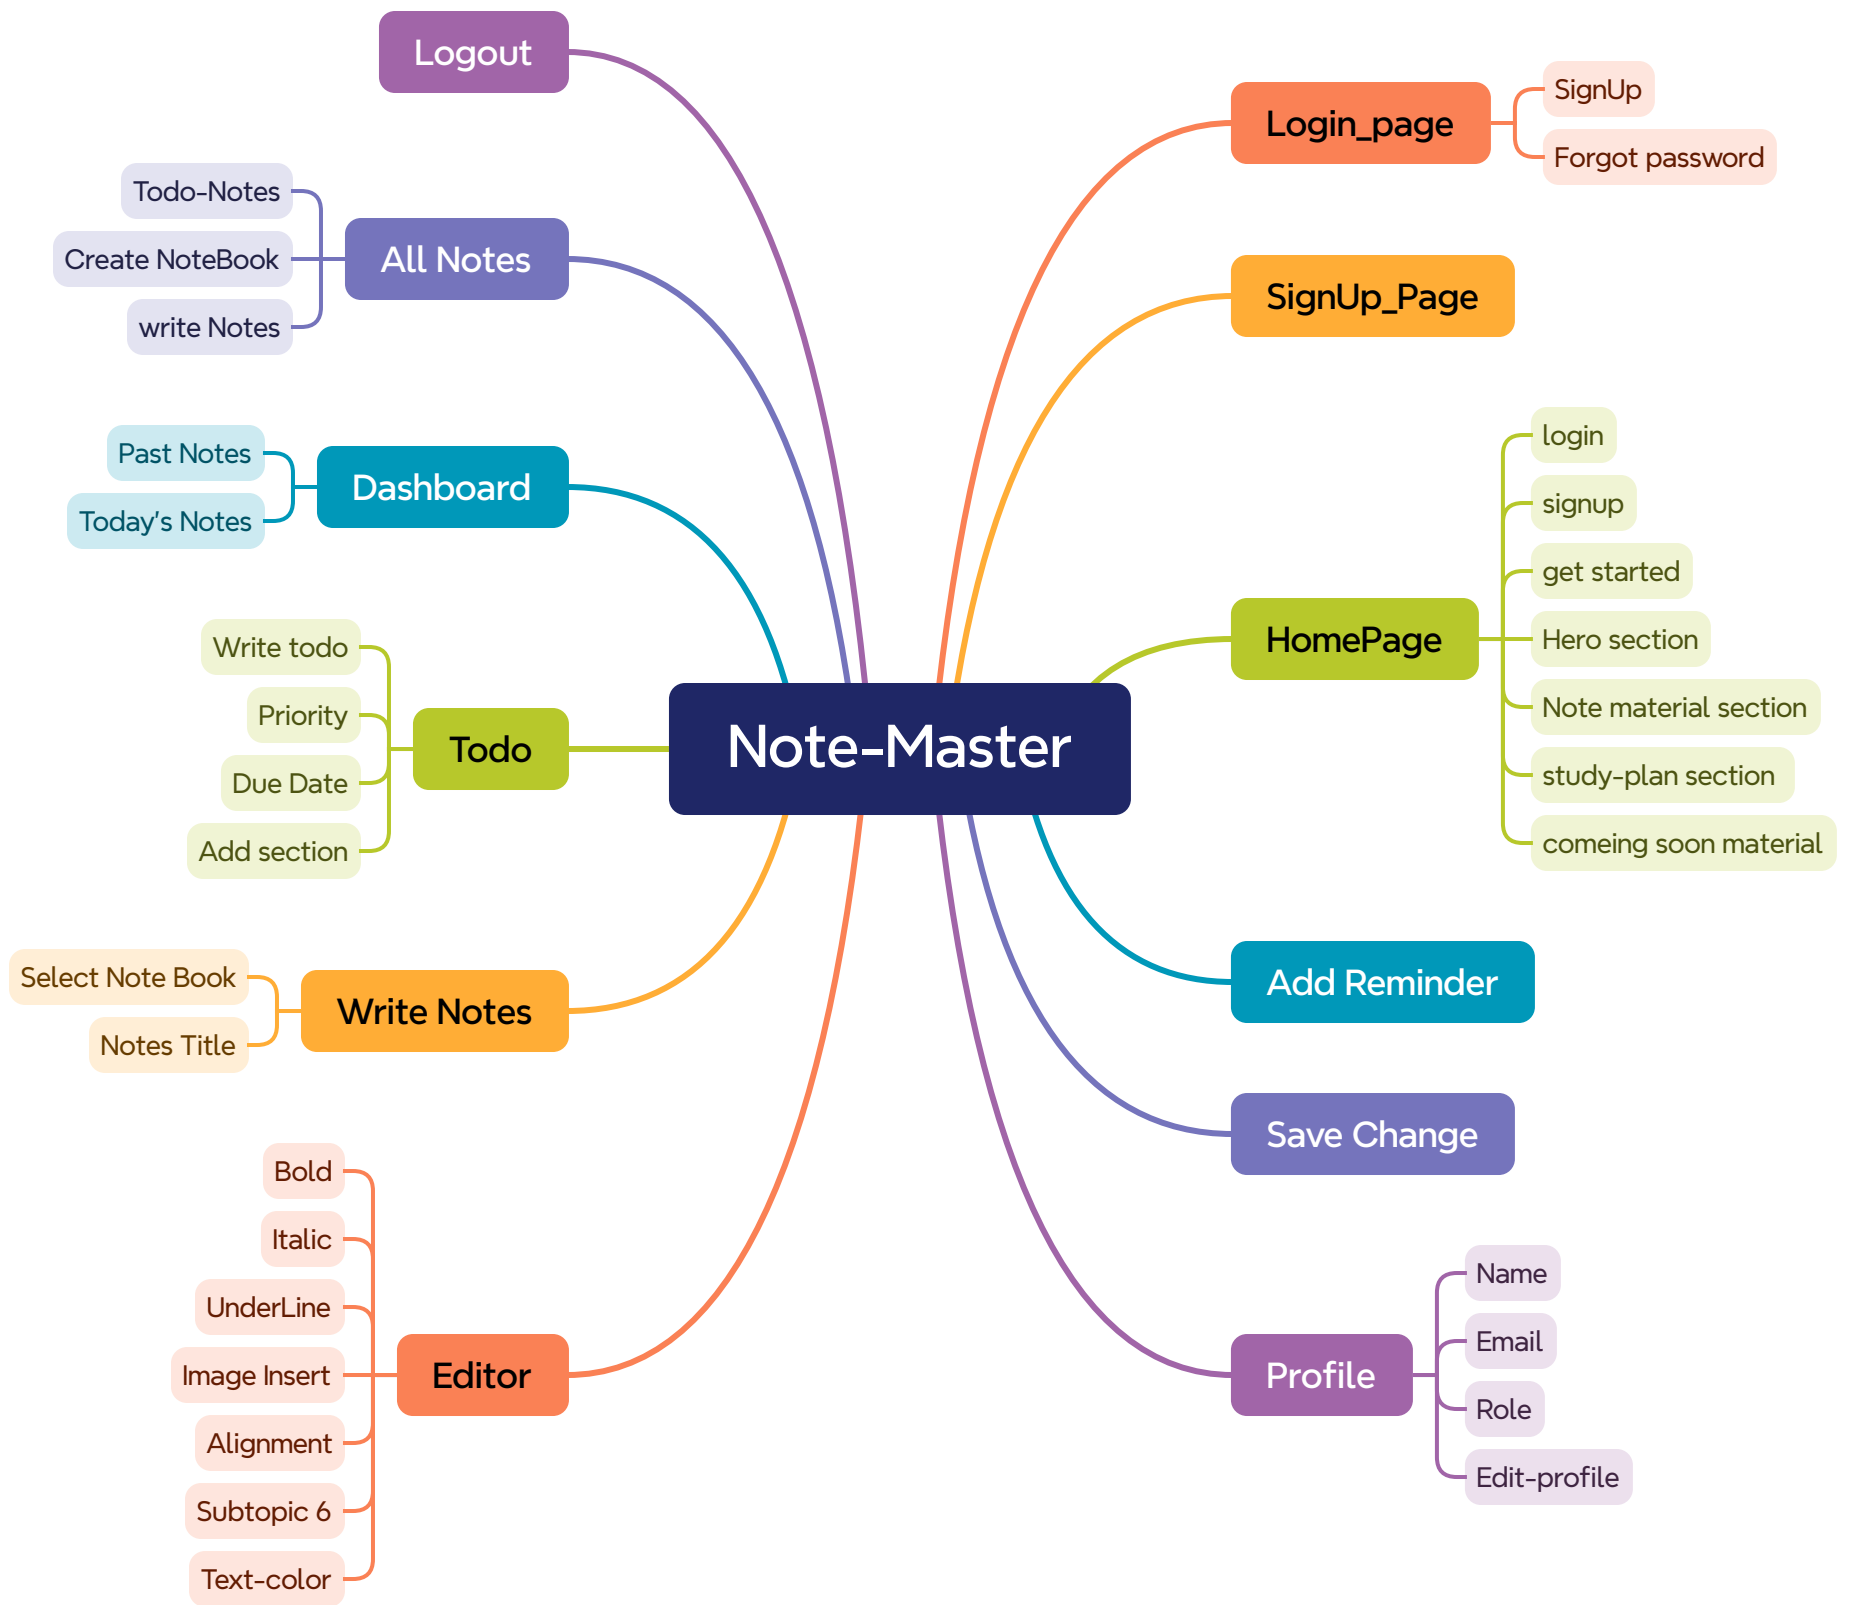 Note-Master
Login_page
SignUp
Forgot password
SignUp_Page
HomePage
login
signup
get started
Hero section
Note material section
study-plan section
comeing soon material
Add Reminder
Save Change
Profile
Name
Email
Role
Edit-profile
Logout
All Notes
Todo-Notes
Create NoteBook
write Notes
Dashboard
Past Notes
Today's Notes
Todo
Write todo
Priority
Due Date
Add section
Write Notes
Select Note Book
Notes Title
Editor
Bold
Italic
UnderLine
Image Insert
Alignment
Subtopic 6
Text-color